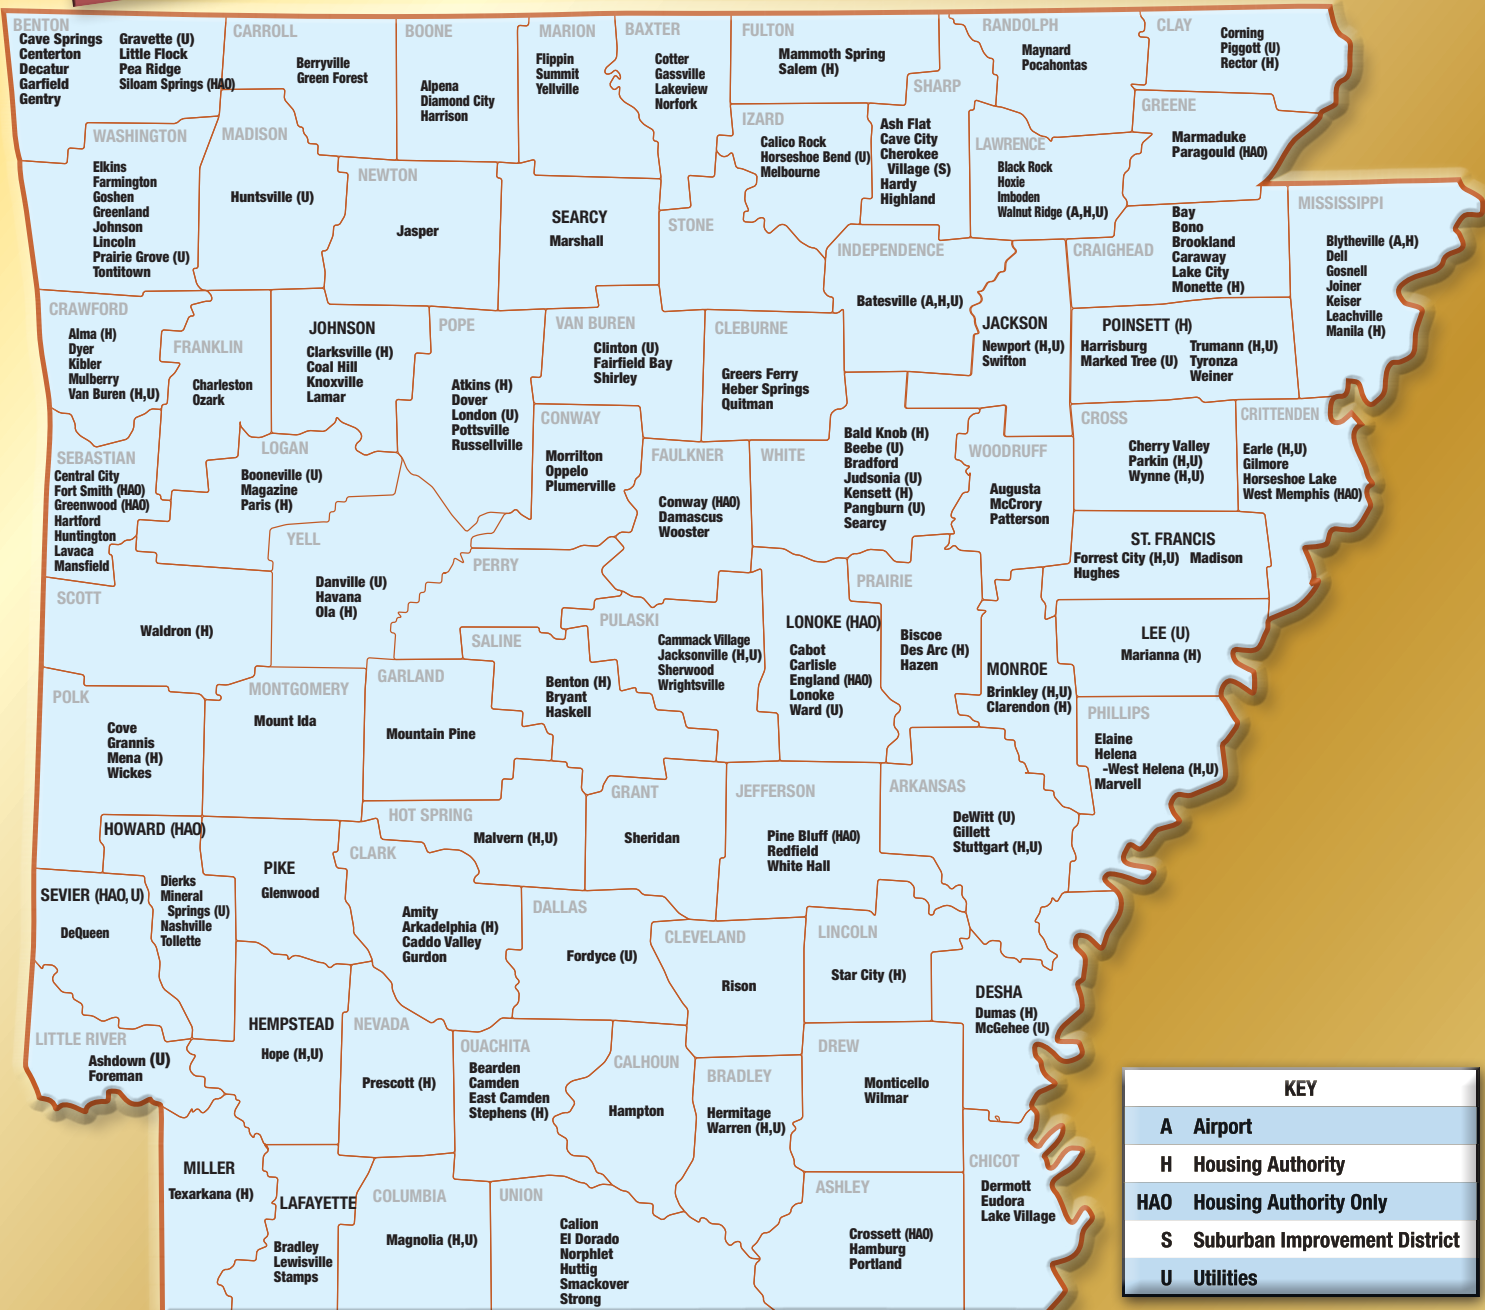 BENTON
Cave Springs
Centerton
Decatur
Garfield
Gentry
Gravette (U)
Little Flock
Pea Ridge
Siloam Springs (HAO)
CARROLL
Berryville
Green Forest
BOONE
Alpena
Diamond City
Harrison
MARION
Flippin
Summit
Yellville
BAXTER
Cotter
Gassville
Lakeview
Norfork
FULTON
Mammoth Spring
Salem (H)
SHARP
Ash Flat
Cave City
Cherokee
Village (S)
Hardy
Highland
RANDOLPH
Maynard
Pocahontas
CLAY
Corning
Piggott (U)
Rector (H)
GREENE
Marmaduke
Paragould (HAO)
WASHINGTON
Elkins
Farmington
Goshen
Greenland
Johnson
Lincoln
Prairie Grove (U)
Tontitown
MADISON
Huntsville (U)
NEWTON
Jasper
SEARCY
Marshall
STONE
IZARD
Calico Rock
Horseshoe Bend (U)
Melbourne
LAWRENCE
Black Rock
Hoxie
Imboden
Walnut Ridge (A,H,U)
INDEPENDENCE
Batesville (A,H,U)
CRAIGHEAD
Bay
Bono
Brookland
Caraway
Lake City
Monette (H)
MISSISSIPPI
Blytheville (A,H)
Dell
Gosnell
Joiner
Keiser
Leachville
Manila (H)
CRAWFORD
Alma (H)
Dyer
Kibler
Mulberry
Van Buren (H,U)
FRANKLIN
Charleston
Ozark
JOHNSON
Clarksville (H)
Coal Hill
Knoxville
Lamar
POPE
Atkins (H)
Dover
London (U)
Pottsville
Russellville
VAN BUREN
Clinton (U)
Fairfield Bay
Shirley
CLEBURNE
Greers Ferry
Heber Springs
Quitman
JACKSON
Newport (H,U)
Swifton
POINSETT (H)
Harrisburg
Marked Tree (U)
Trumann (H,U)
Tyronza
Weiner
SEBASTIAN
Central City
Fort Smith (HAO)
Greenwood (HAO)
Hartford
Huntington
Lavaca
Mansfield
LOGAN
Booneville (U)
Magazine
Paris (H)
CONWAY
Morrilton
Oppelo
Plumerville
FAULKNER
Conway (HAO)
Damascus
Wooster
WHITE
Bald Knob (H)
Beebe (U)
Bradford
Judsonia (U)
Kensett (H)
Pangburn (U)
Searcy
WOODRUFF
Augusta
McCrory
Patterson
CROSS
Cherry Valley
Parkin (H,U)
Wynne (H,U)
CRITTENDEN
Earle (H,U)
Gilmore
Horseshoe Lake
West Memphis (HAO)
ST. FRANCIS
Forrest City (H,U) Madison
Hughes
SCOTT
Waldron (H)
YELL
Danville (U)
Havana
Ola (H)
PERRY
SALINE
Benton (H)
Bryant
Haskell
PULASKI
Cammack Village
Jacksonville (H,U)
Sherwood
Wrightsville
LONOKE (HAO)
Cabot
Carlisle
England (HAO)
Lonoke
Ward (U)
PRAIRIE
Biscoe
Des Arc (H)
Hazen
MONROE
Brinkley (H,U)
Clarendon (H)
LEE (U)
Marianna (H)
PHILLIPS
Elaine
Helena
-West Helena (H,U)
Marvell
POLK
Cove
Grannis
Mena (H)
Wickes
MONTGOMERY
Mount Ida
GARLAND
Mountain Pine
HOT SPRING
Malvern (H,U)
GRANT
Sheridan
JEFFERSON
Pine Bluff (HAO)
Redfield
White Hall
ARKANSAS
DeWitt (U)
Gillett
Stuttgart (H,U)
HOWARD (HAO)
Dierks
Mineral
Springs (U)
Nashville
Tollette
PIKE
Glenwood
CLARK
Amity
Arkadelphia (H)
Caddo Valley
Gurdon
SEVIER (HAO, U)
DeQueen
DALLAS
Fordyce (U)
CLEVELAND
Rison
LINCOLN
Star City (H)
DESHA
Dumas (H)
McGehee (U)
LITTLE RIVER
Ashdown (U)
Foreman
HEMPSTEAD
Hope (H,U)
NEVADA
Prescott (H)
OUACHITA
Bearden
Camden
East Camden
Stephens (H)
CALHOUN
Hampton
BRADLEY
Hermitage
Warren (H,U)
DREW
Monticello
Wilmar
MILLER
Texarkana (H)
LAFAYETTE
Bradley
Lewisville
Stamps
COLUMBIA
Magnolia (H,U)
UNION
Calion
El Dorado
Norphlet
Huttig
Smackover
Strong
ASHLEY
Crossett (HAO)
Hamburg
Portland
CHICOT
Dermott
Eudora
Lake Village
KEY
A Airport
H Housing Authority
HAO Housing Authority Only
S Suburban Improvement District
U Utilities